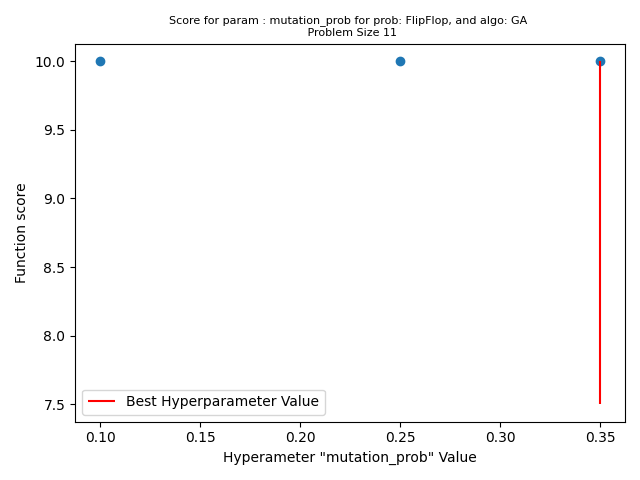 Score for param : mutation_prob for prob: FlipFlop, and algo: GA
Problem Size 11
10.0
9.5
9.0
8.5
8.0
7.5
Function score
Best Hyperparameter Value
0.10 0.15 0.20 0.25 0.30 0.35
Hyperameter "mutation_prob" Value